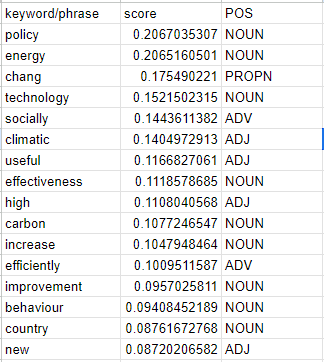 keyword/phrase score POS
policy 0.2067035307 NOUN
energy 0.2065160501 NOUN
chang 0.175490221 PROPN
technology 0.1521502315 NOUN
socially 0.1443611382 ADV
climatic 0.1404972913 ADJ
useful 0.1166827061 ADJ
effectiveness 0.1118578685 NOUN
high 0.1108040568 ADJ
carbon 0.1077246547 NOUN
increase 0.1047948464 NOUN
efficiently 0.1009511587 ADV
improvement 0.0957025811 NOUN
behaviour 0.09408452189 NOUN
country 0.08761672768 NOUN
new 0.08720206582 ADJ